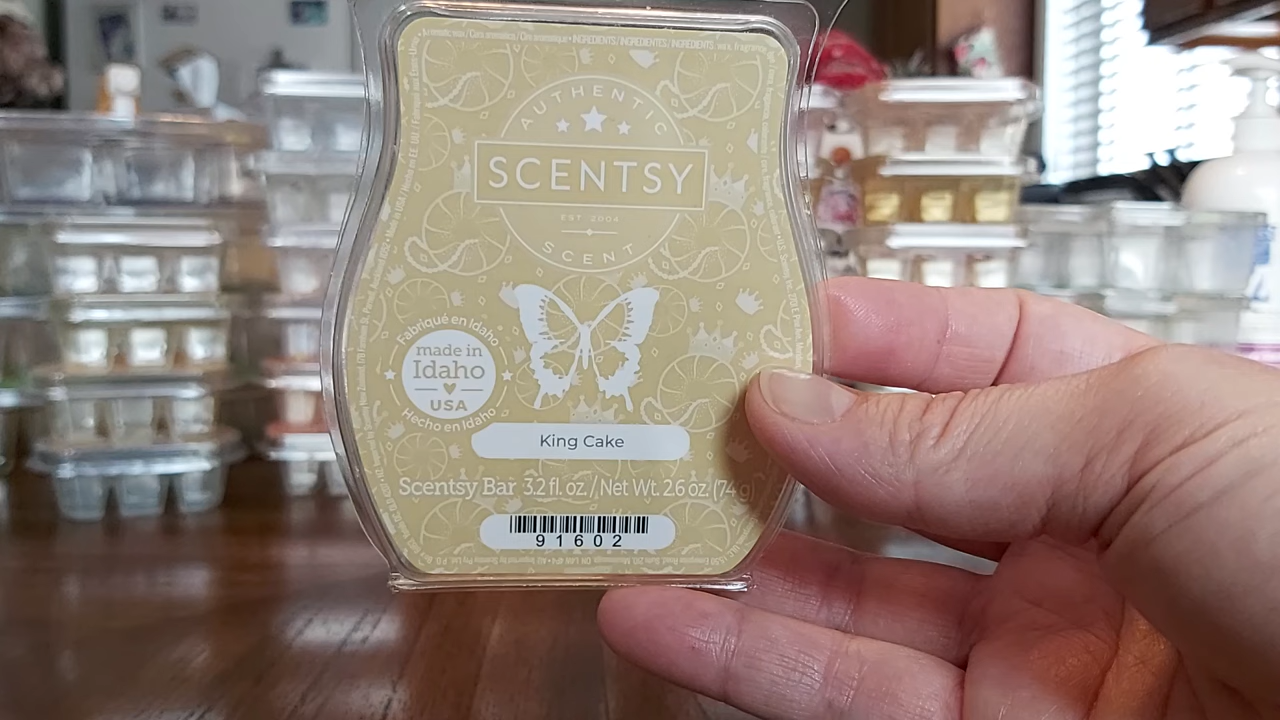 AUTHENTIC
SCENTSY
EST. 2004
SCENT
Fabriqué en Idaho
made in
Idaho
USA
Hecho en Idaho
King Cake
Scentsy Bar 3.2 fl. oz. / Net Wt. 2.6 oz. (74 g)
91602